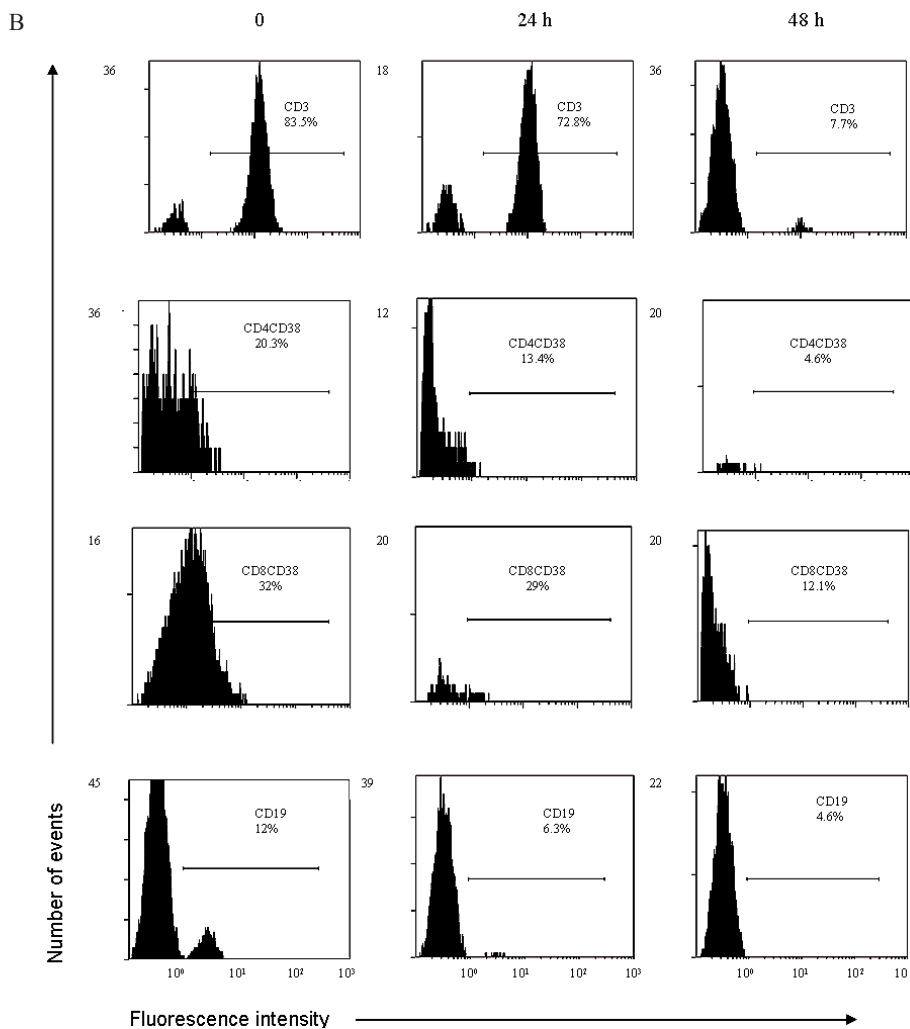 B
0 24 h 48 h
36 18 36
CD3 CD3 CD3
83.5% 72.8% 7.7%
36 12 20
CD4CD38 CD4CD38 CD4CD38
20.3% 13.4% 4.6%
16 20 20
CD8CD38 CD8CD38 CD8CD38
32% 29% 12.1%
45 39 22
CD19 CD19 CD19
12% 6.3% 4.6%
Number of events
10⁰ 10¹ 10² 10³ 10⁰ 10¹ 10² 10³ 10⁰ 10¹ 10² 10
Fluorescence intensity